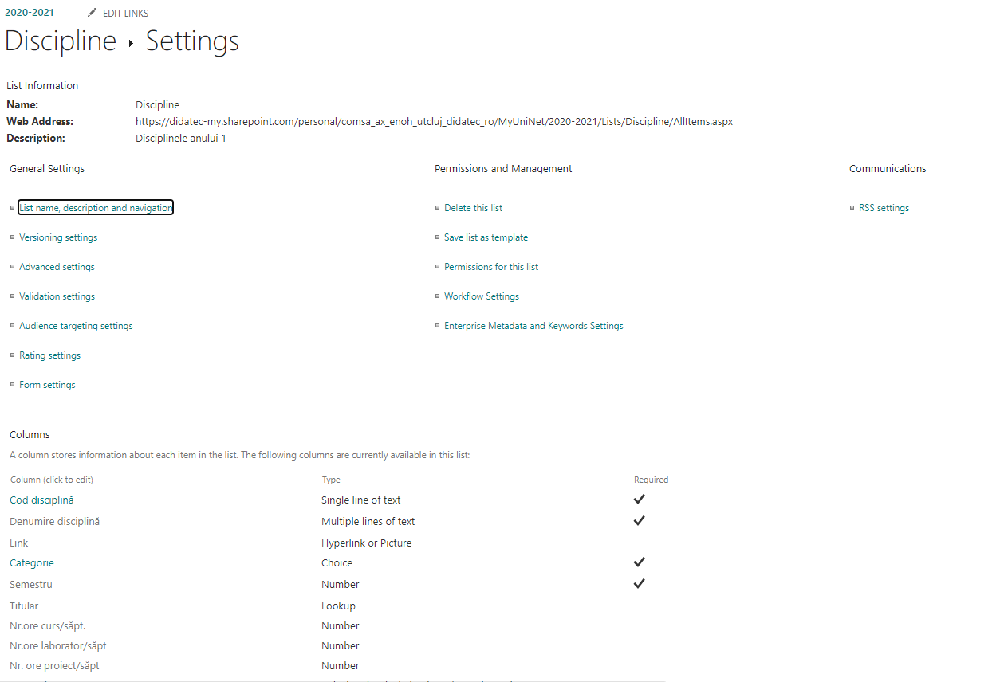 2020-2021 EDIT LINKS
Discipline ▸ Settings
List Information
Name: Discipline
Web Address: https://didatec-my.sharepoint.com/personal/comsa_ax_enoh_utcluj_didatec_ro/MyUniNet/2020-2021/Lists/Discipline/AllItems.aspx
Description: Disciplinele anului 1
General Settings Permissions and Management Communications
List name, description and navigation Delete this list RSS settings
Versioning settings Save list as template
Advanced settings Permissions for this list
Validation settings Workflow Settings
Audience targeting settings Enterprise Metadata and Keywords Settings
Rating settings
Form settings
Columns
A column stores information about each item in the list. The following columns are currently available in this list:
Column (click to edit) Type Required
Cod disciplină Single line of text ✔
Denumire disciplină Multiple lines of text ✔
Link Hyperlink or Picture
Categorie Choice ✔
Semestru Number ✔
Titular Lookup
Nr.ore curs/săpt. Number
Nr.ore laborator/săpt Number
Nr. ore proiect/săpt Number